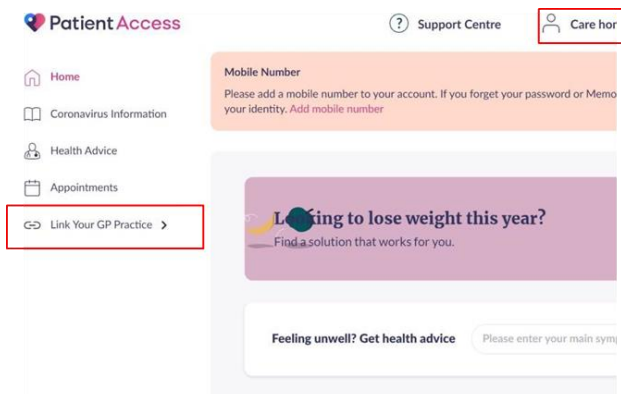 Patient Access
? Support Centre
Care hor
Home
Coronavirus Information
Health Advice
Appointments
Link Your GP Practice
Mobile Number
Please add a mobile number to your account. If you forget your password or Memo
your identity. Add mobile number
Looking to lose weight this year?
Find a solution that works for you.
Feeling unwell? Get health advice
Please enter your main symp